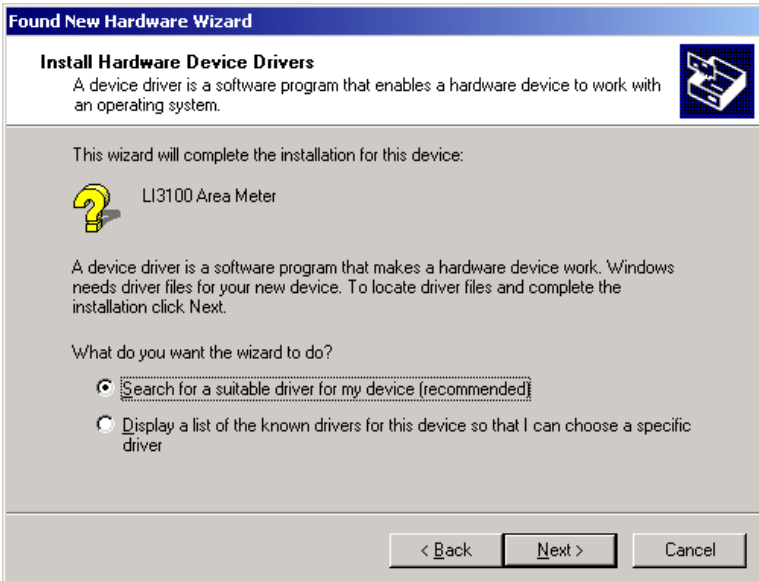 Found New Hardware Wizard
Install Hardware Device Drivers
A device driver is a software program that enables a hardware device to work with
an operating system.
This wizard will complete the installation for this device:
LI3100 Area Meter
A device driver is a software program that makes a hardware device work. Windows
needs driver files for your new device. To locate driver files and complete the
installation click Next.
What do you want the wizard to do?
Search for a suitable driver for my device (recommended)
Display a list of the known drivers for this device so that I can choose a specific
driver
< Back Next > Cancel